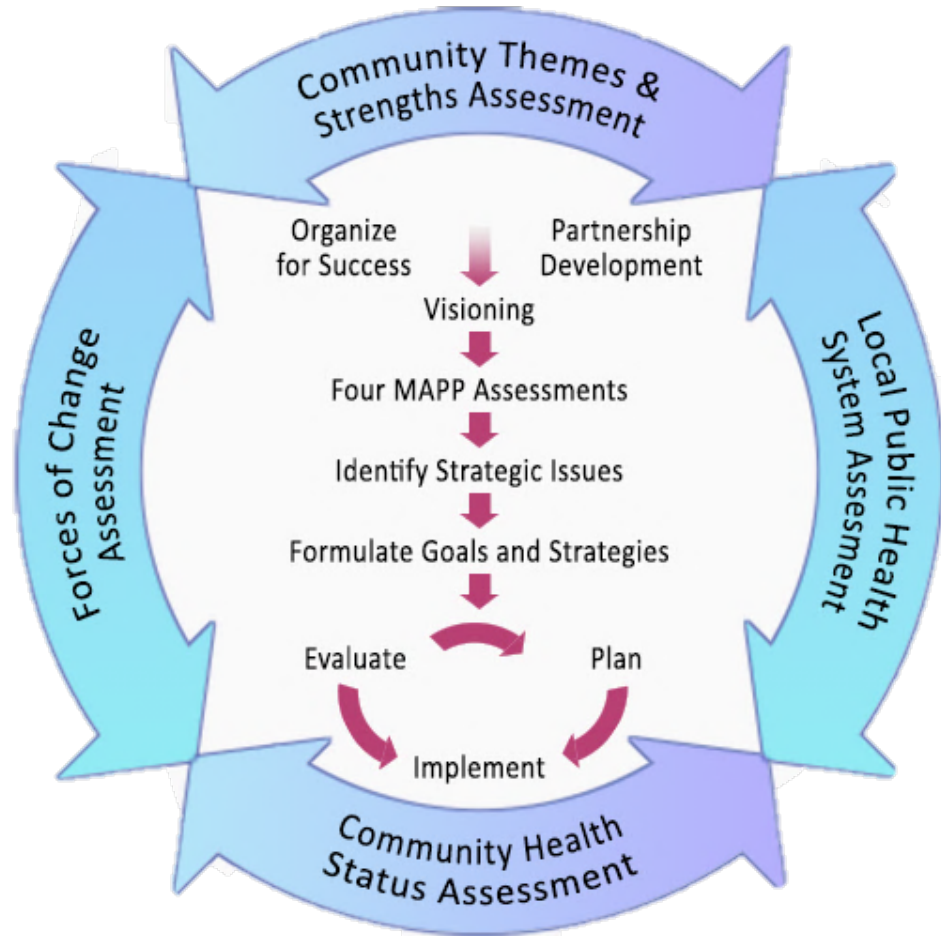 Community Themes &
Strengths Assessment
Organize
for Success
Partnership
Development
Visioning
Four MAPP Assessments
Identify Strategic Issues
Formulate Goals and Strategies
Evaluate
Plan
Implement
Forces of Change
Assessment
Local Public Health
System Assesment
Community Health
Status Assessment